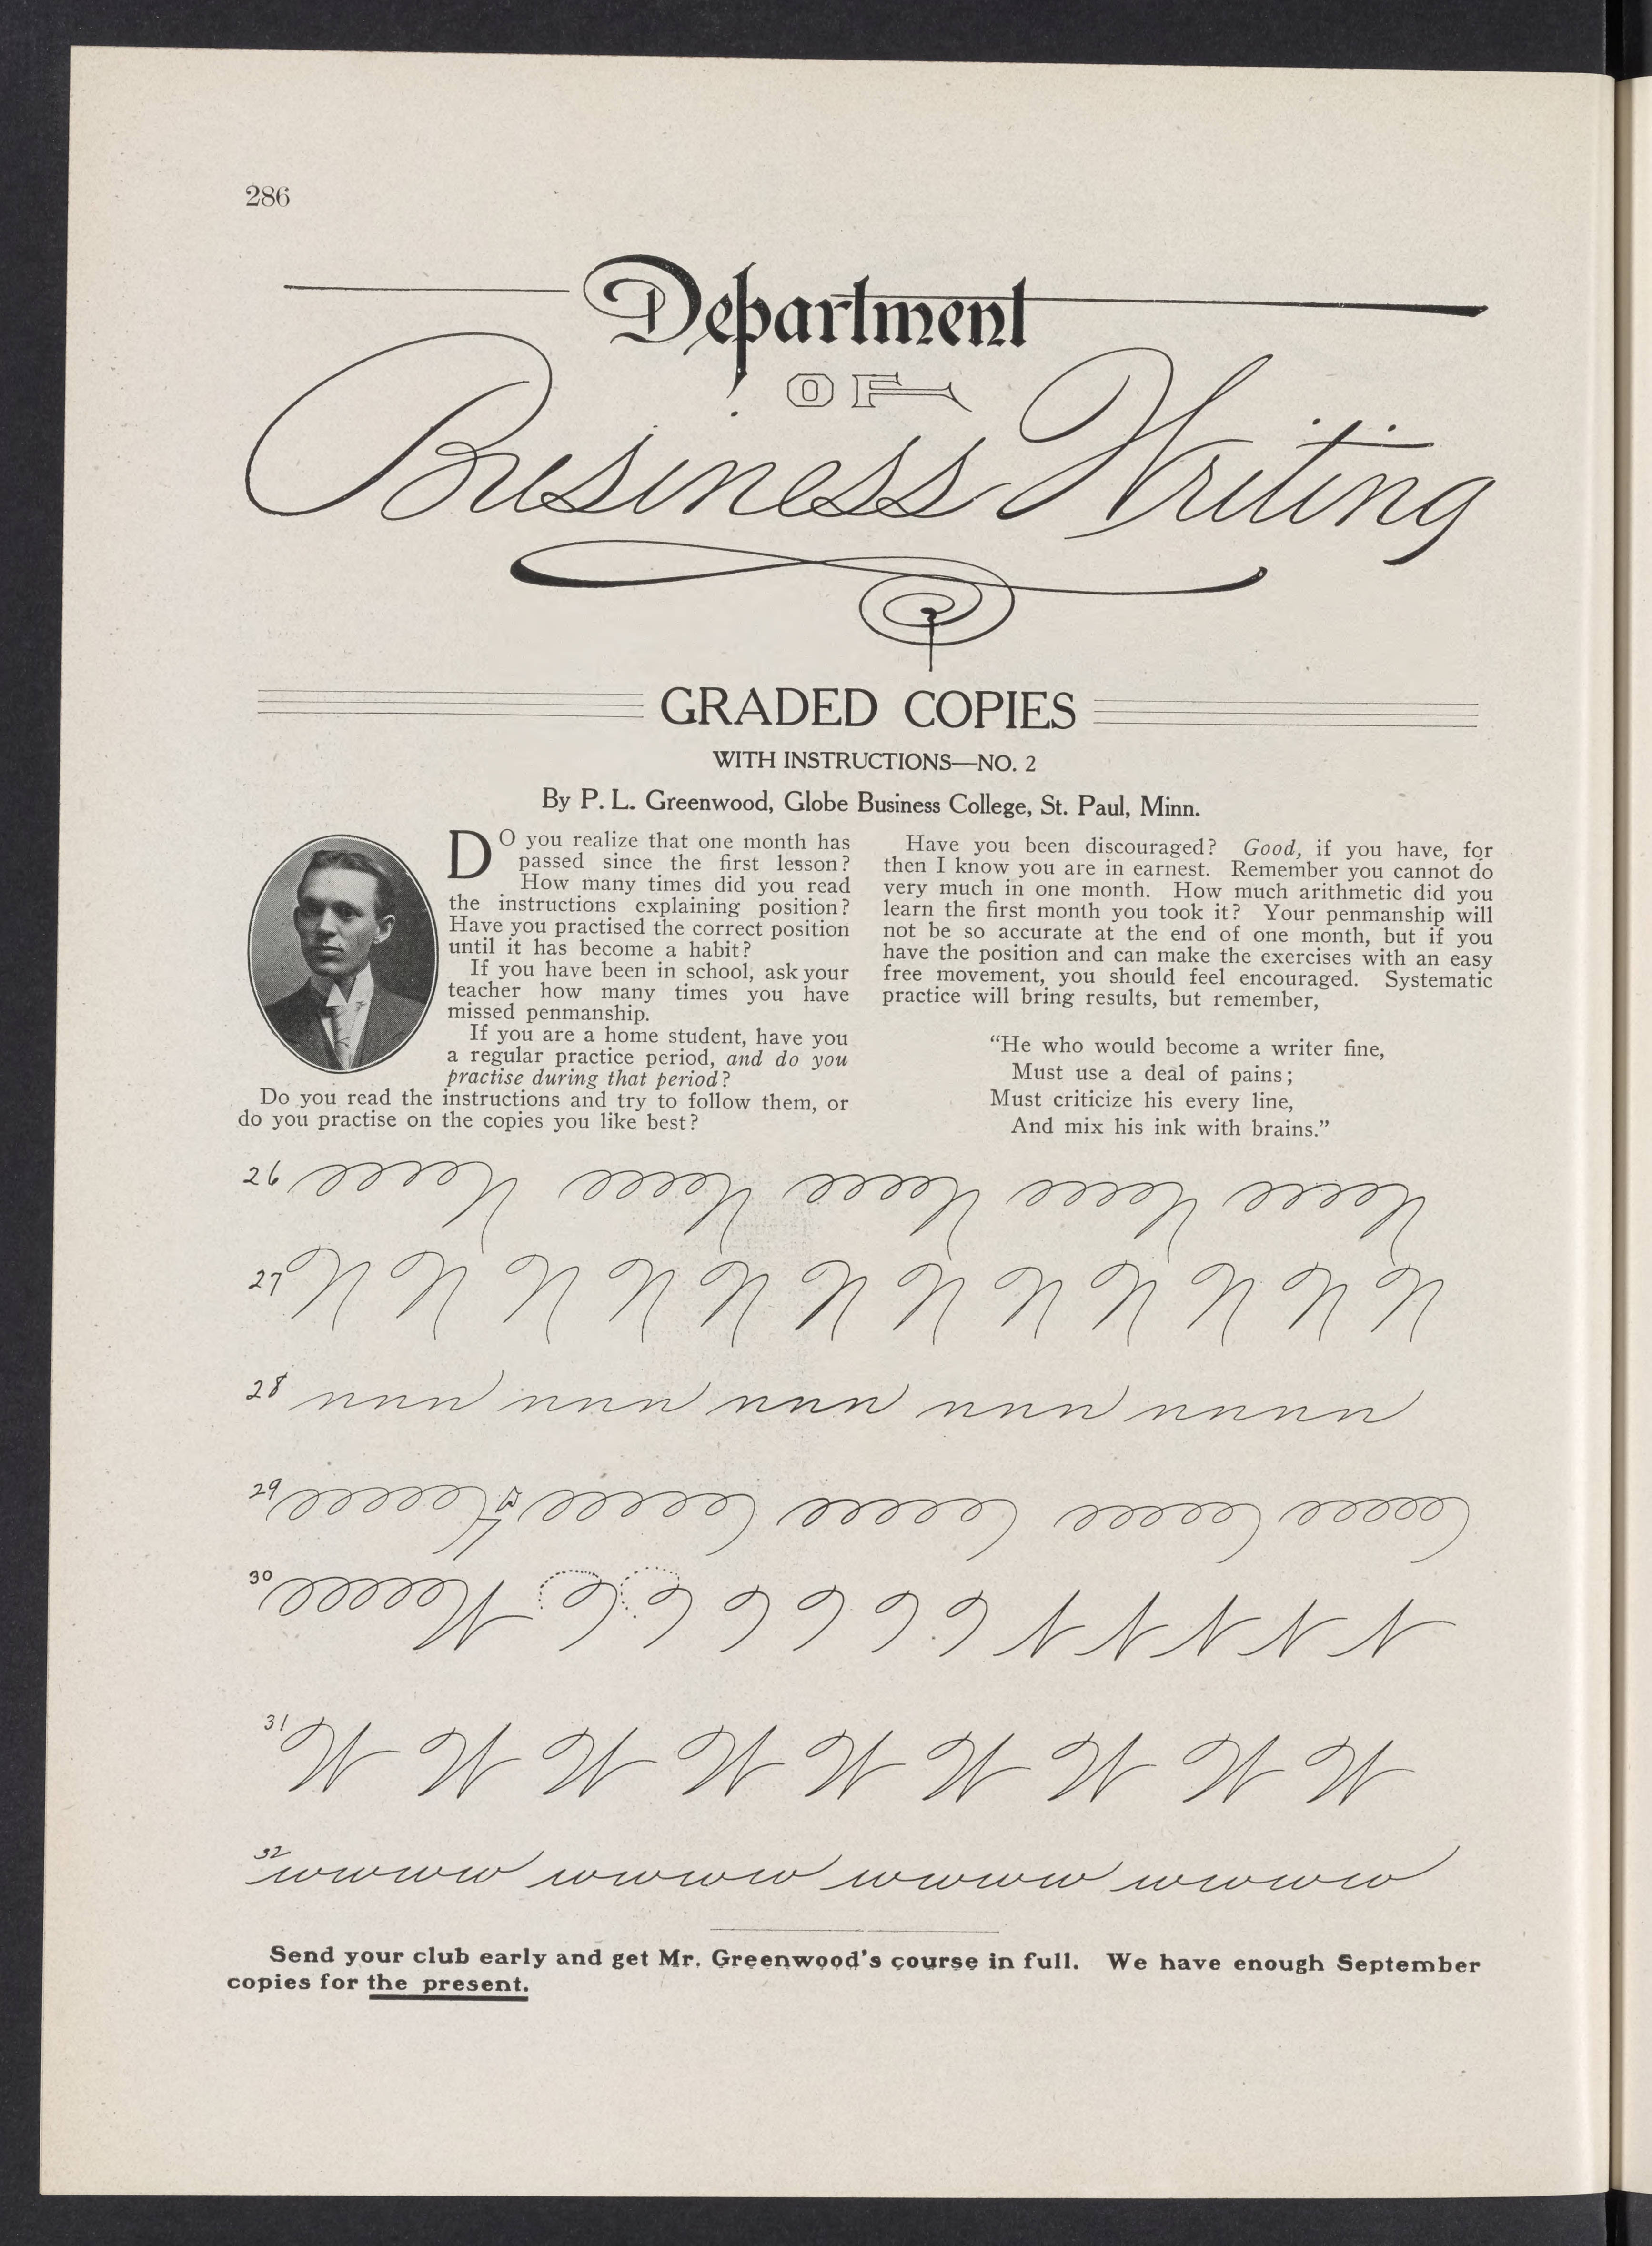 286
Department
OF
Business Writing
GRADED COPIES
WITH INSTRUCTIONS—NO. 2
By P. L. Greenwood, Globe Business College, St. Paul, Minn.
DO you realize that one month has
passed since the first lesson?
How many times did you read
the instructions explaining position?
Have you practised the correct position
until it has become a habit?
If you have been in school, ask your
teacher how many times you have
missed penmanship.
If you are a home student, have you
a regular practice period, and do you
practise during that period?
Do you read the instructions and try to follow them, or
do you practise on the copies you like best?
Have you been discouraged? Good, if you have, for
then I know you are in earnest. Remember you cannot do
very much in one month. How much arithmetic did you
learn the first month you took it? Your penmanship will
not be so accurate at the end of one month, but if you
have the position and can make the exercises with an easy
free movement, you should feel encouraged. Systematic
practice will bring results, but remember,
“He who would become a writer fine,
Must use a deal of pains;
Must criticize his every line,
And mix his ink with brains.”
26
27
28 nnn nnn nnn nnn nnnn
29
30
31
32 wwww wwww wwww wwww
Send your club early and get Mr. Greenwood's course in full. We have enough September
copies for the present.